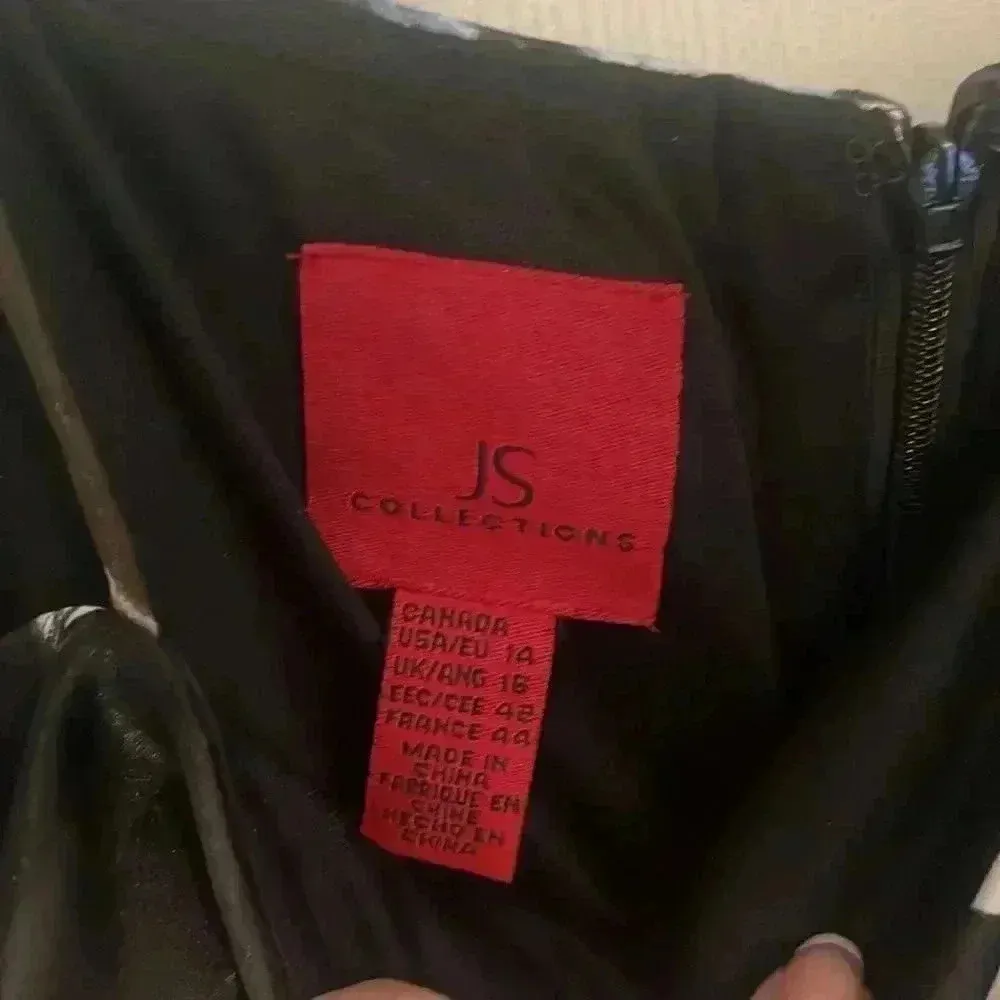 JS
COLLECTIONS
CANADA
USA/EU 14
UK/ANG 16
EEC/CEE 42
FRANCE 44
MADE IN
CHINA
FABRIQUE EN
CHINE
HECHO EN
CHINA